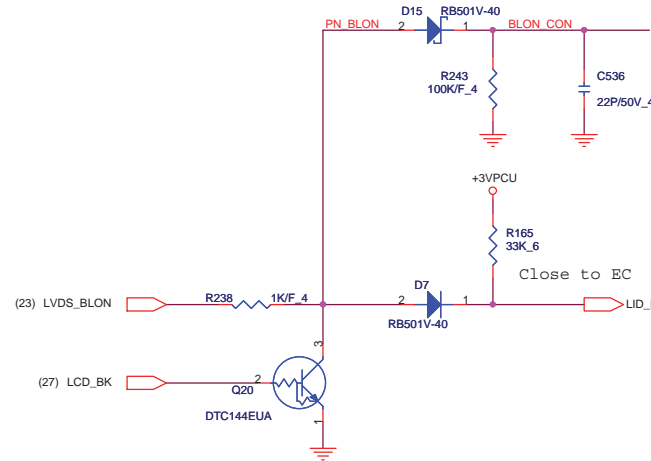 D15 RB501V-40
PN_BLON 2 1 BLON_CON
R243
100K/F_4
C536
22P/50V_4
+3VPCU
R165
33K_6
Close to EC
D7
(23) LVDS_BLON R238 1K/F_4 2 1 LID_
RB501V-40
3
(27) LCD_BK 2
Q20
DTC144EUA
1